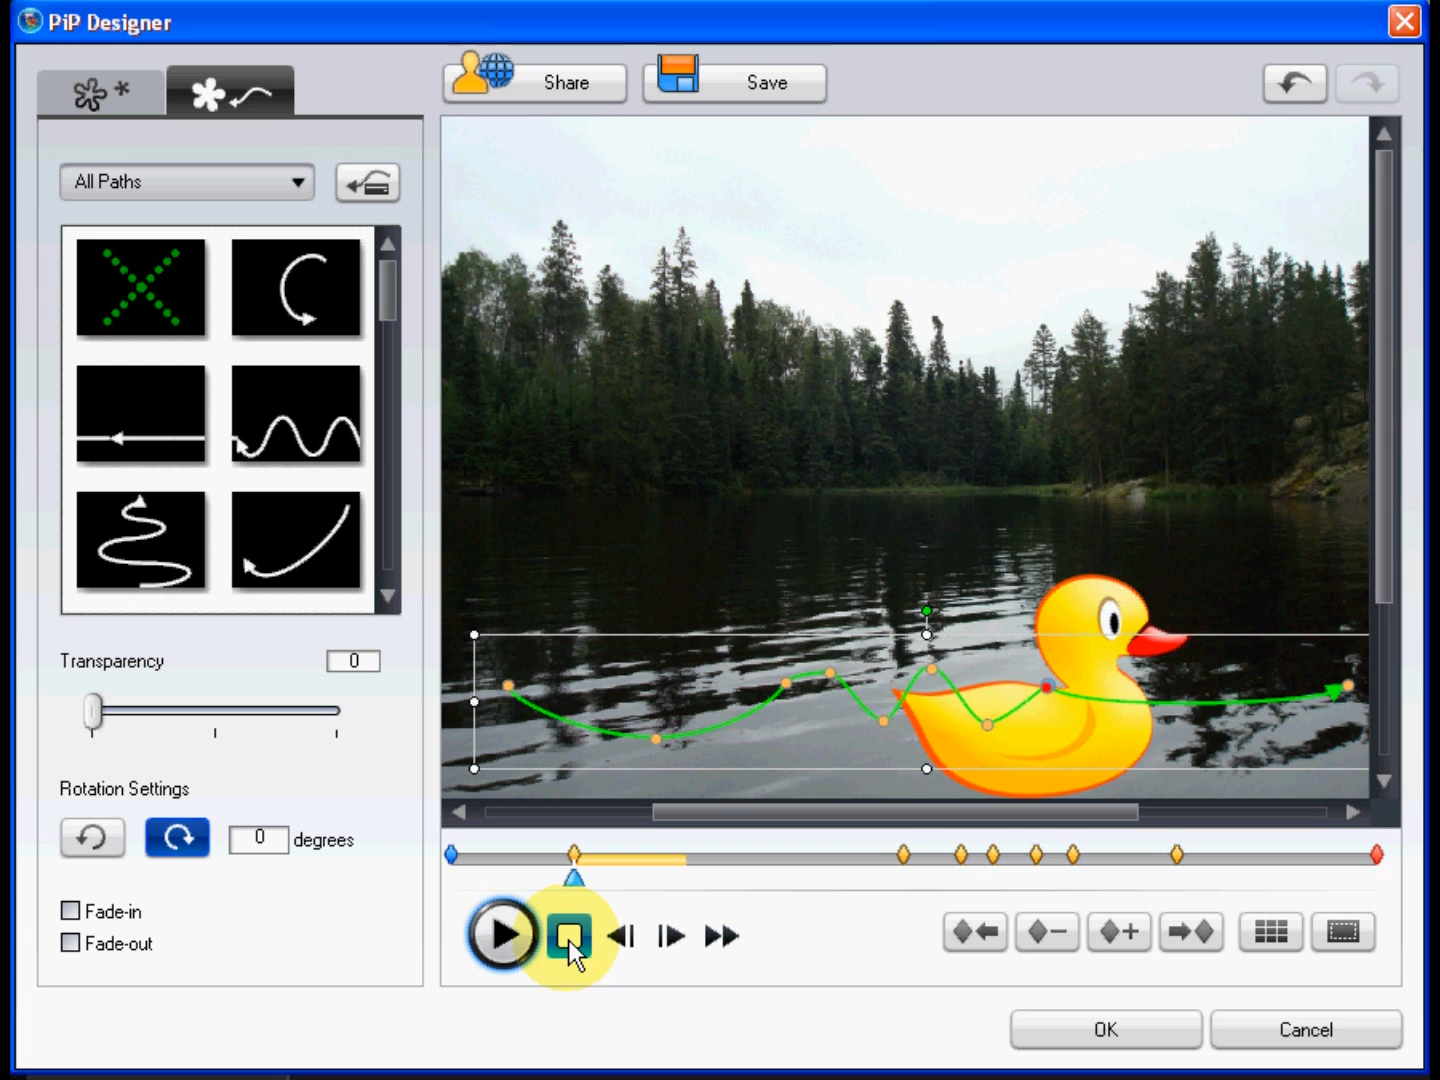 PiP Designer
Share
Save
All Paths
Transparency
0
Rotation Settings
0
degrees
Fade-in
Fade-out
OK
Cancel